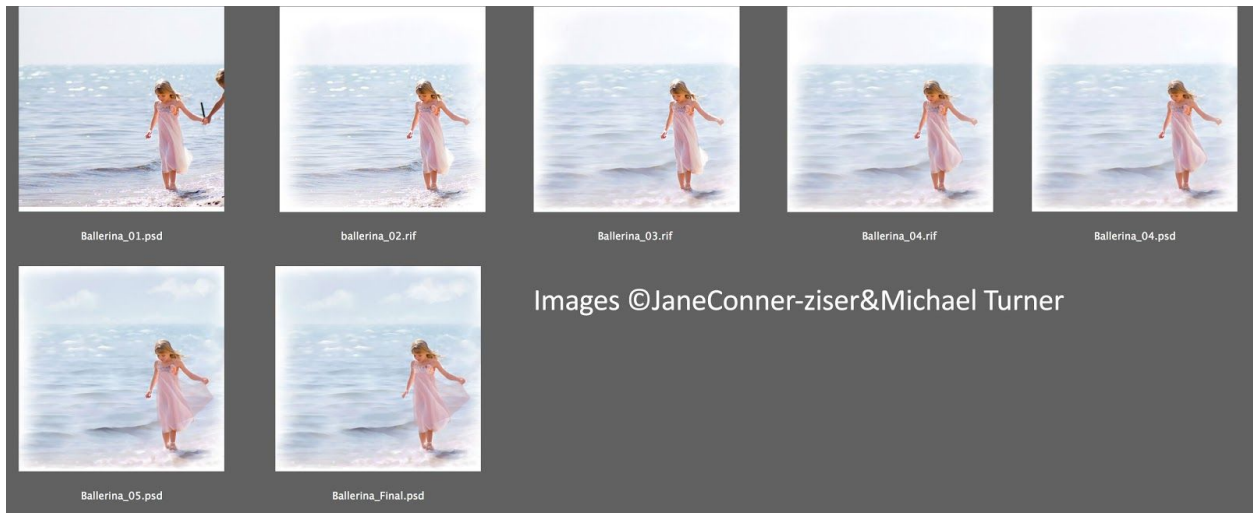 Ballerina_01.psd
ballerina_02.rif
Ballerina_03.rif
Ballerina_04.rif
Ballerina_04.psd
Images ©JaneConner-ziser&Michael Turner
Ballerina_05.psd
Ballerina_Final.psd